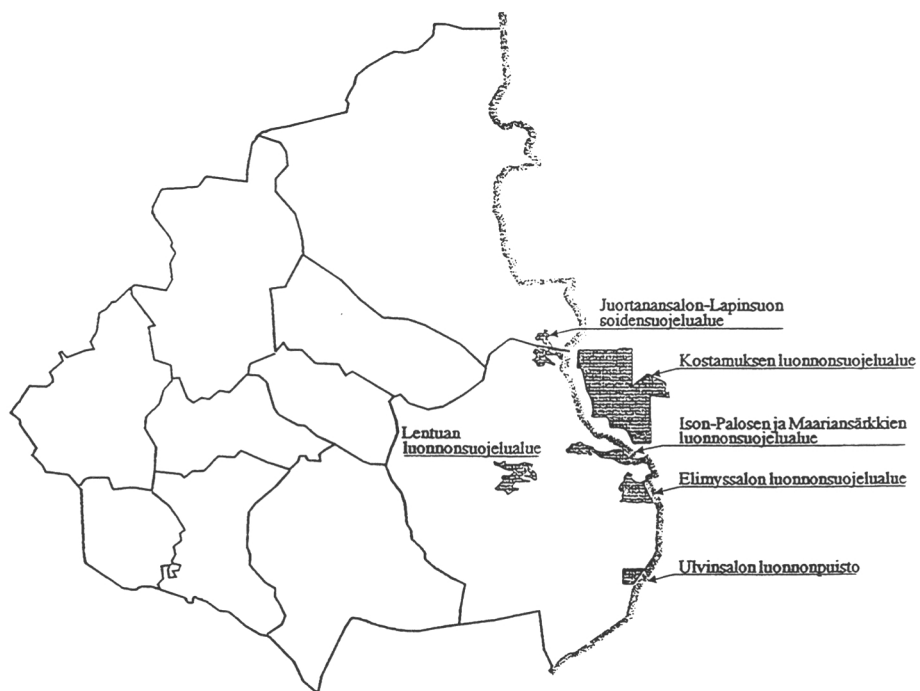 Juortanansalon-Lapinsuon
soidensuojelualue
Kostamuksen luonnonsuojelualue
Ison-Palosen ja Maariansärkkien
luonnonsuojelualue
Lentuan
luonnonsuojelualue
Elimyssalon luonnonsuojelualue
Ulvinsalon luonnonpuisto